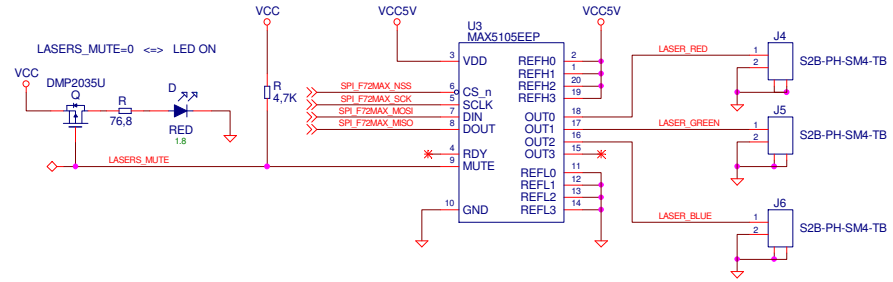 VCC
VCC5V
VCC5V
U3
MAX5105EEP
LASERS_MUTE=0 <=> LED ON
VCC
DMP2035U
Q
R
76,8
D
RED
1.8
R
4,7K
LASERS_MUTE
SPI_F72MAX_NSS
SPI_F72MAX_SCK
SPI_F72MAX_MOSI
SPI_F72MAX_MISO
3 VDD
6 CS_n
5 SCLK
7 DIN
8 DOUT
4 RDY
9 MUTE
10 GND
REFH0 2
REFH1 1
REFH2 20
REFH3 19
OUT0 18
OUT1 17
OUT2 16
OUT3 15
REFL0 11
REFL1 12
REFL2 13
REFL3 14
LASER_RED
J4
1
2
S2B-PH-SM4-TB
LASER_GREEN
J5
1
2
S2B-PH-SM4-TB
LASER_BLUE
J6
1
2
S2B-PH-SM4-TB